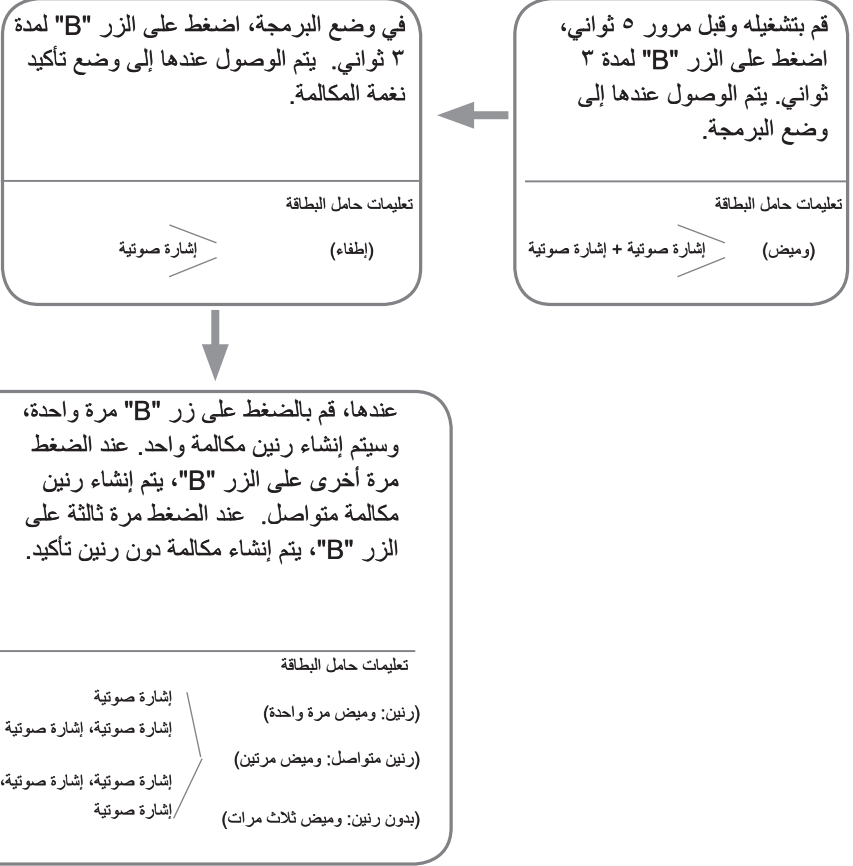 قم بتشغيله وقبل مرور ٥ ثواني،
اضغط على الزر "B" لمدة ٣
ثواني. يتم الوصول عندها إلى
وضع البرمجة.
تعليمات حامل البطاقة
(وميض)
إشارة صوتية + إشارة صوتية
في وضع البرمجة، اضغط على الزر "B" لمدة
٣ ثواني. يتم الوصول عندها إلى وضع تأكيد
نغمة المكالمة.
تعليمات حامل البطاقة
(إطفاء)
إشارة صوتية
عندها، قم بالضغط على زر "B" مرة واحدة،
وسيتم إنشاء رنين مكالمة واحد. عند الضغط
مرة أخرى على الزر "B"، يتم إنشاء رنين
مكالمة متواصل. عند الضغط مرة ثالثة على
الزر "B"، يتم إنشاء مكالمة دون رنين تأكيد.
تعليمات حامل البطاقة
(رنين: وميض مرة واحدة)
إشارة صوتية
(رنين متواصل: وميض مرتين)
إشارة صوتية، إشارة صوتية
(بدون رنين: وميض ثلاث مرات)
إشارة صوتية، إشارة صوتية،
إشارة صوتية